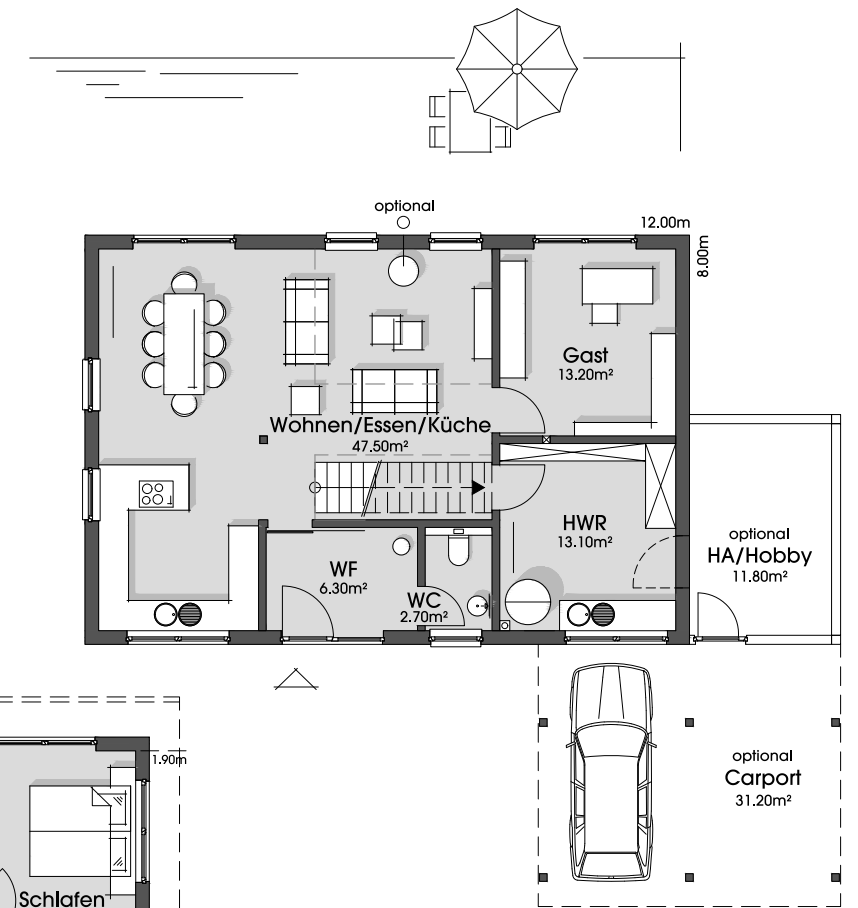 optional
12.00m
8.00m
Gast
13.20m²
Wohnen/Essen/Küche
47.50m²
HWR
13.10m²
optional
HA/Hobby
11.80m²
WF
6.30m²
WC
2.70m²
optional
Carport
31.20m²
1.90m
Schlafen